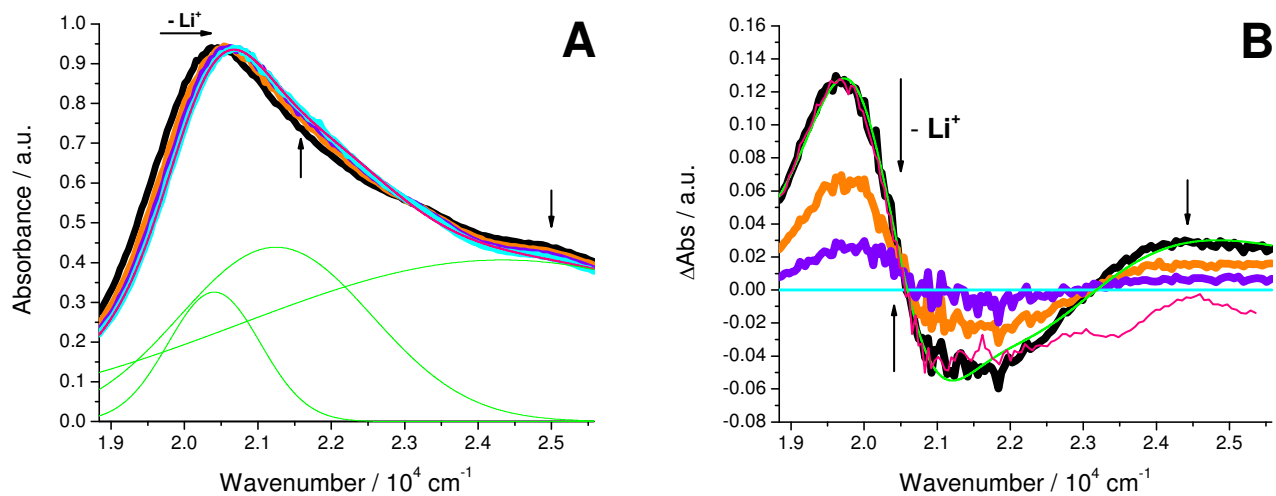 A
- Li⁺
1.0
0.9
0.8
0.7
0.6
0.5
0.4
0.3
0.2
0.1
0.0
Absorbance / a.u.
1.9 2.0 2.1 2.2 2.3 2.4 2.5
Wavenumber / 10⁴ cm⁻¹
B
- Li⁺
0.16
0.14
0.12
0.10
0.08
0.06
0.04
0.02
0.00
-0.02
-0.04
-0.06
-0.08
ΔAbs / a.u.
1.9 2.0 2.1 2.2 2.3 2.4 2.5
Wavenumber / 10⁴ cm⁻¹